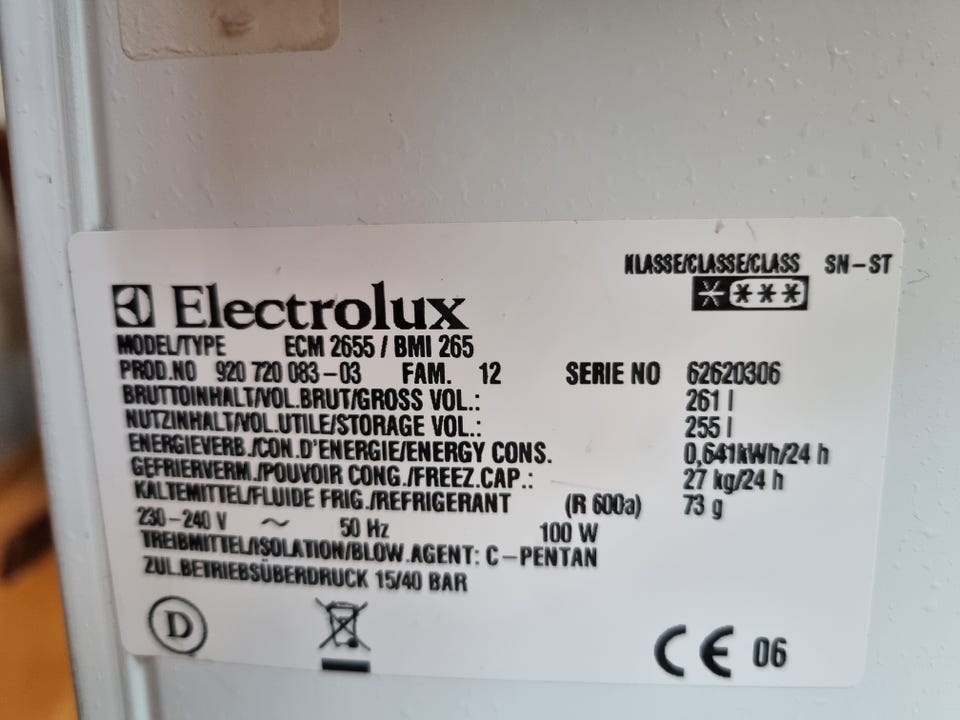 KLASSE/CLASSE/CLASS SN-ST
Electrolux
MODEL/TYPE ECM 2655 / BMI 265
PROD.NO 920 720 083-03 FAM. 12 SERIE NO 62620306
BRUTTOINHALT/VOL.BRUT/GROSS VOL.: 261 l
NUTZINHALT/VOL.UTILE/STORAGE VOL.: 255 l
ENERGIEVERB./CON.D'ENERGIE/ENERGY CONS. 0,641kWh/24 h
GEFRIERVERM./POUVOIR CONG./FREEZ.CAP.: 27 kg/24 h
KALTEMITTEL/FLUIDE FRIG./REFRIGERANT (R 600a) 73 g
230-240 V ~ 50 Hz 100 W
TREIBMITTEL/ISOLATION/BLOW.AGENT: C-PENTAN
ZUL.BETRIEBSÜBERDRUCK 15/40 BAR
D CE 06